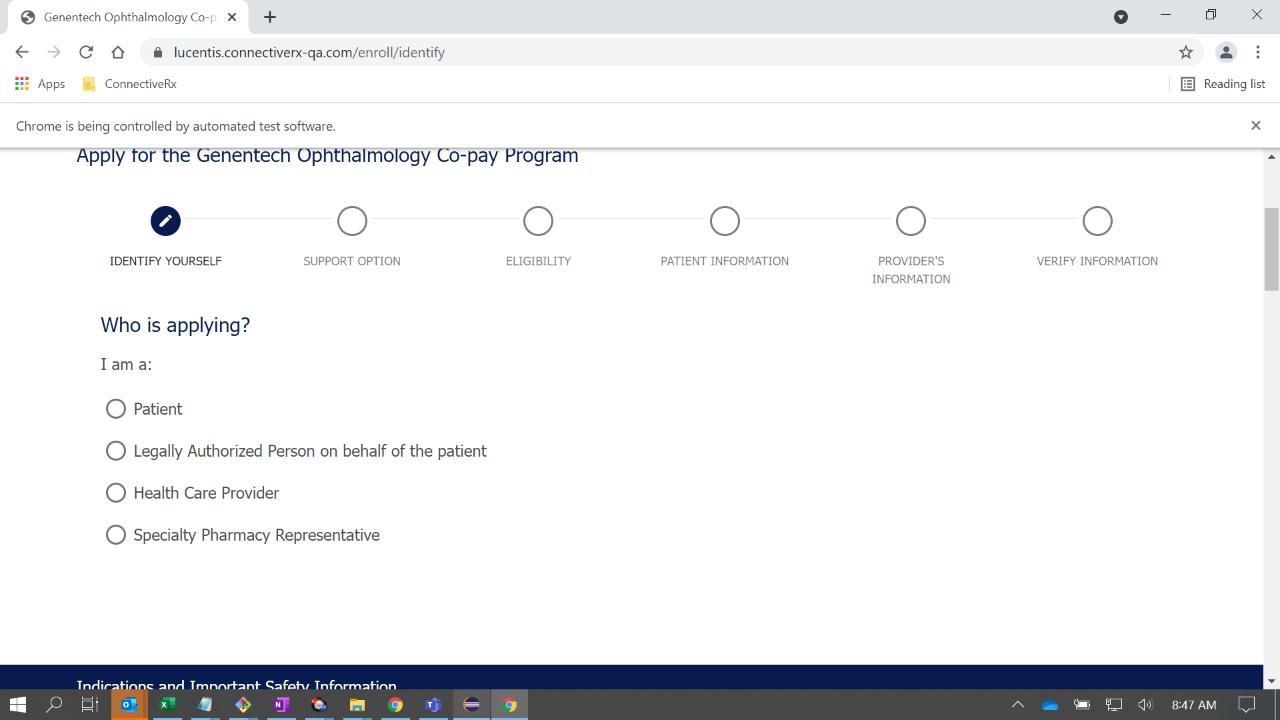 Genentech Ophthalmology Co-p
lucentis.connectiverx-qa.com/enroll/identify
Apps
ConnectiveRx
Reading list
Chrome is being controlled by automated test software.
Apply for the Genentech Ophthalmology Co-pay Program
IDENTIFY YOURSELF
SUPPORT OPTION
ELIGIBILITY
PATIENT INFORMATION
PROVIDER'S
INFORMATION
VERIFY INFORMATION
Who is applying?
I am a:
Patient
Legally Authorized Person on behalf of the patient
Health Care Provider
Specialty Pharmacy Representative
Indications and Important Safety Information
8:47 AM